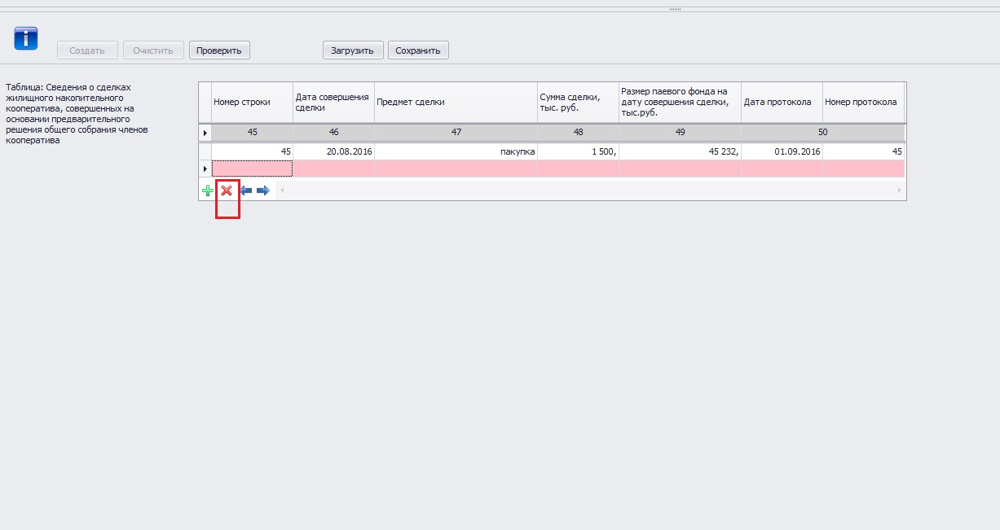 Создать Очистить Проверить Загрузить Сохранить
Таблица: Сведения о сделках
жилищного накопительного
кооператива, совершенных на
основании предварительного
решения общего собрания членов
кооператива
Номер строки
Дата совершения
сделки
Предмет сделки
Сумма сделки,
тыс. руб.
Размер паевого фонда на
дату совершения сделки,
тыс.руб.
Дата протокола
Номер протокола
45 46 47 48 49 50
45 20.08.2016 пакупка 1 500, 45 232, 01.09.2016 45